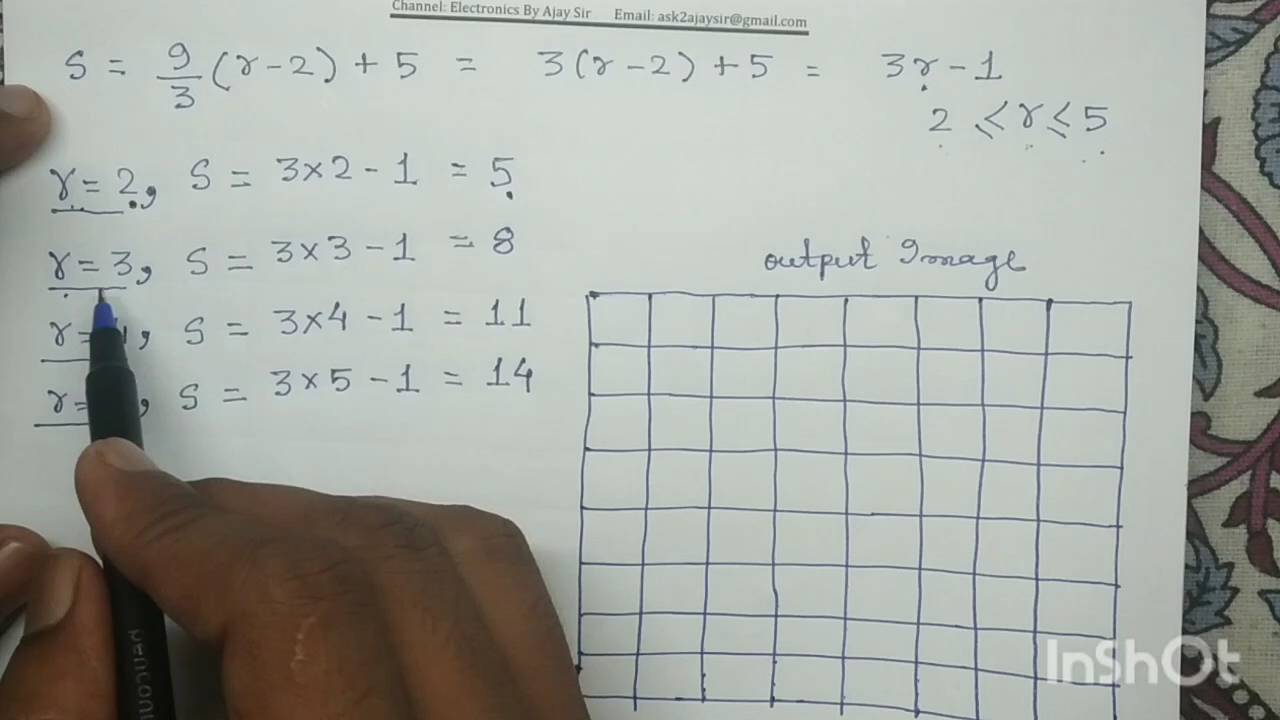 Channel: Electronics By Ajay Sir Email: ask2ajaysir@gmail.com
S = 9/3 (r - 2) + 5 = 3(r - 2) + 5 = 3r - 1
2 ≤ r ≤ 5
r = 2, S = 3×2 - 1 = 5
r = 3, S = 3×3 - 1 = 8
r = , S = 3×4 - 1 = 11
r = , S = 3×5 - 1 = 14
output Image
InShOt